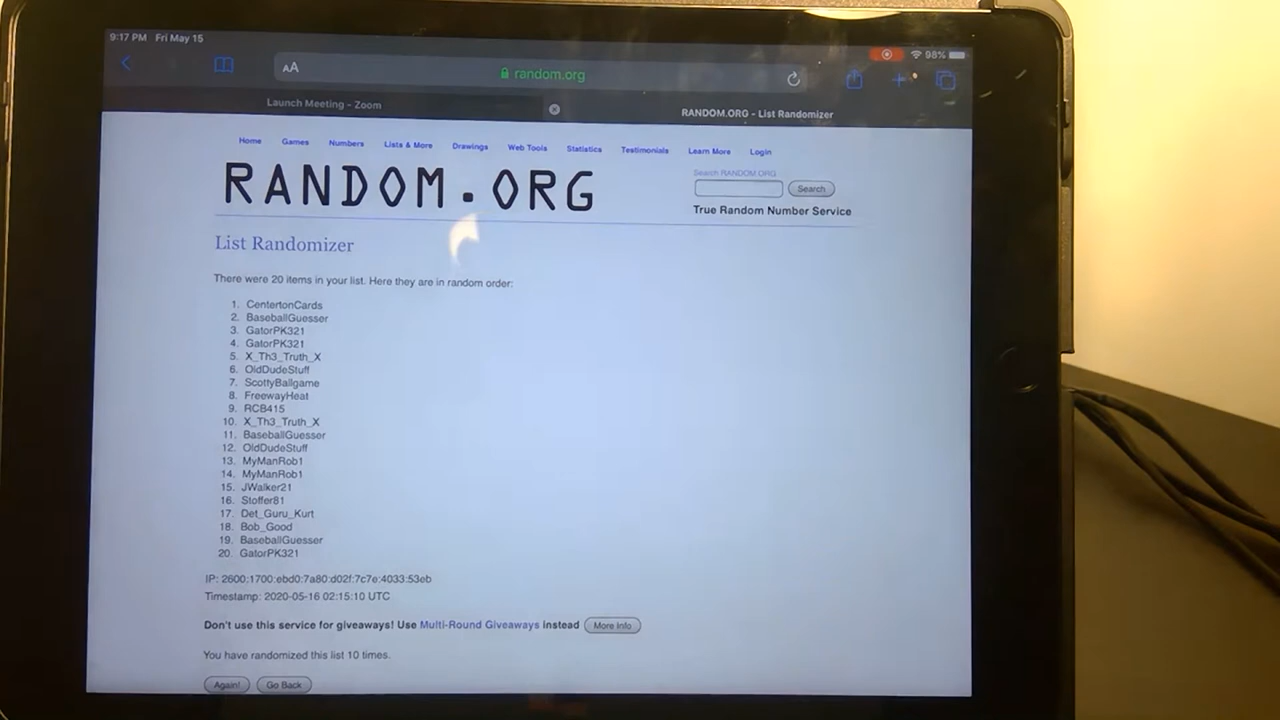 9:17 PM Fri May 15
98%
AA
random.org
Launch Meeting - Zoom
RANDOM.ORG - List Randomizer
Home Games Numbers Lists & More Drawings Web Tools Statistics Testimonials Learn More Login
RANDOM.ORG
Search RANDOM.ORG
Search
True Random Number Service
List Randomizer
There were 20 items in your list. Here they are in random order:
1. CentertonCards
2. BaseballGuesser
3. GatorPK321
4. GatorPK321
5. X_Th3_Truth_X
6. OldDudeStuff
7. ScottyBallgame
8. FreewayHeat
9. RCB415
10. X_Th3_Truth_X
11. BaseballGuesser
12. OldDudeStuff
13. MyManRob1
14. MyManRob1
15. JWalker21
16. Stoffer81
17. Det_Guru_Kurt
18. Bob_Good
19. BaseballGuesser
20. GatorPK321
IP: 2600:1700:ebd0:7a80:d02f:7c7e:4033:53eb
Timestamp: 2020-05-16 02:15:10 UTC
Don't use this service for giveaways! Use Multi-Round Giveaways instead More Info
You have randomized this list 10 times.
Again! Go Back